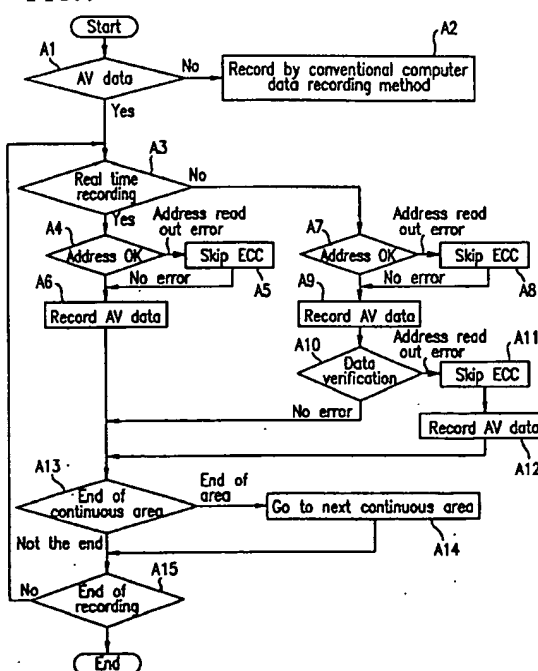 Start
A1
AV data
No
A2
Record by conventional computer
data recording method
Yes
A3
Real time
recording
No
Yes
A4
Address OK
Address read
out error
Skip ECC
A5
No error
A6
Record AV data
A7
Address OK
Address read
out error
Skip ECC
A8
No error
A9
Record AV data
A10
Data
verification
Address read
out error
A11
Skip ECC
No error
Record AV data
A12
A13
End of
continuous area
End of
area
Go to next continuous area
A14
Not the end
A15
End of
recording
No
End